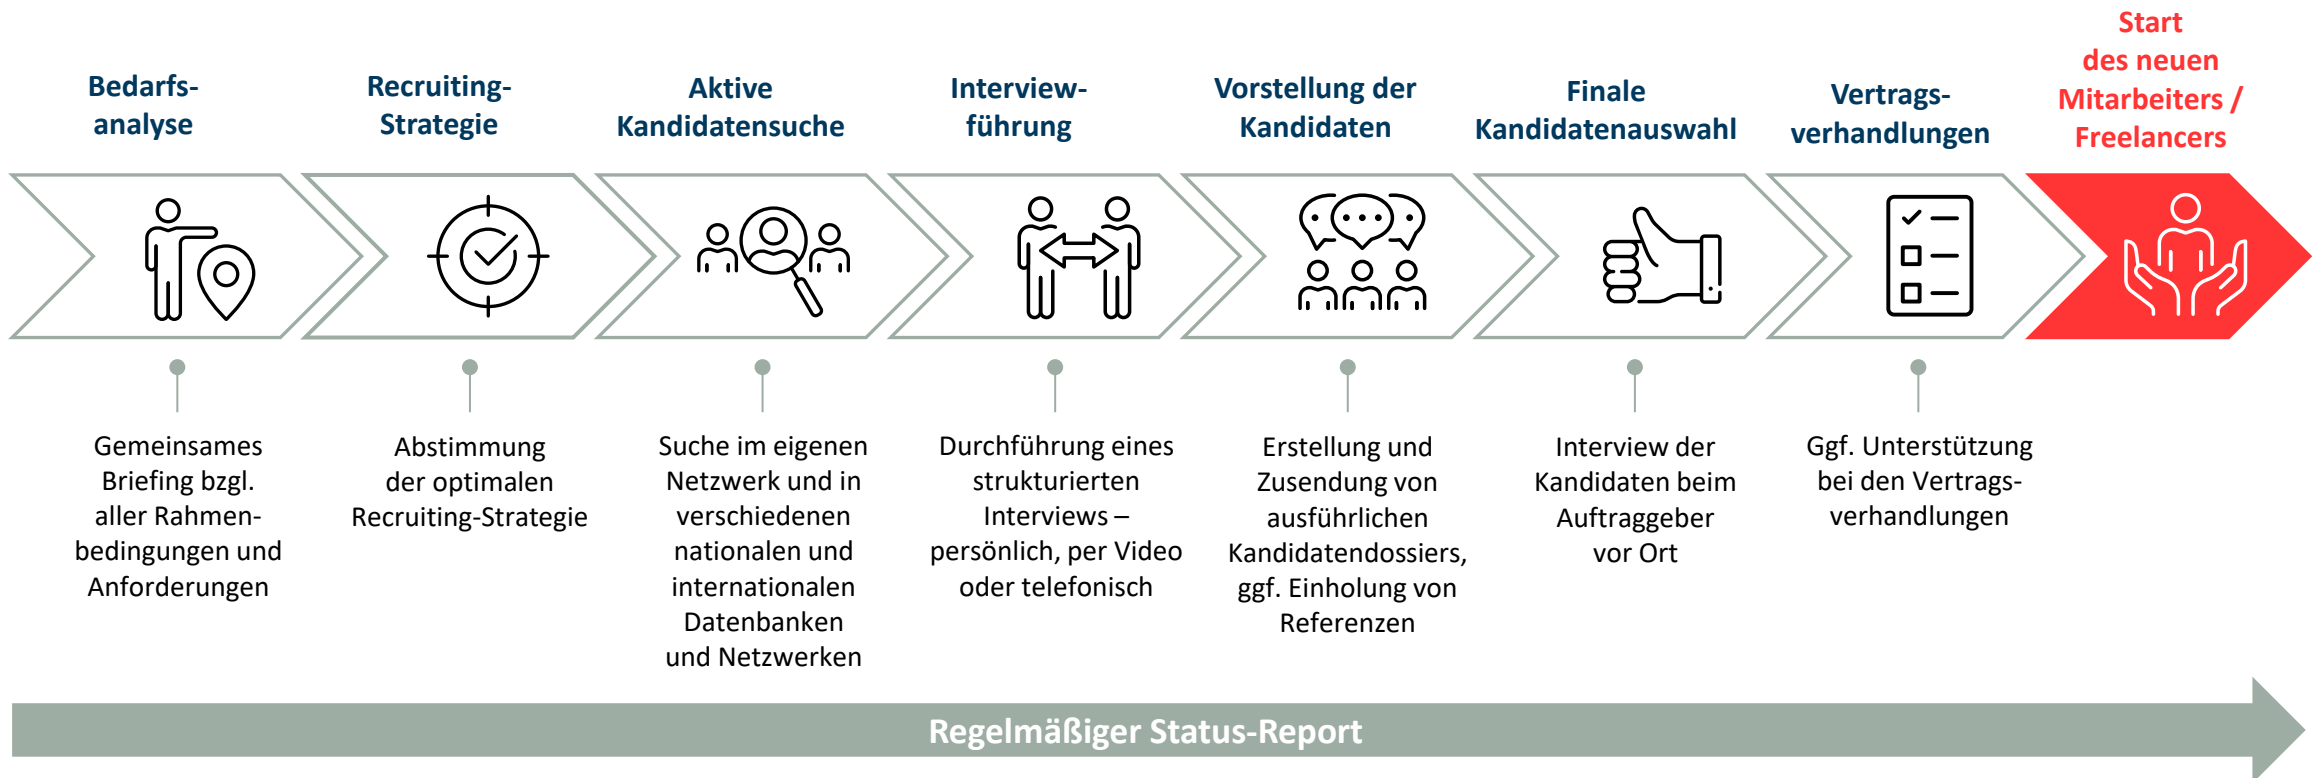 Bedarfs-
analyse
Recruiting-
Strategie
Aktive
Kandidatensuche
Interview-
führung
Vorstellung der
Kandidaten
Finale
Kandidatenauswahl
Vertrags-
verhandlungen
Start
des neuen
Mitarbeiters /
Freelancers
Gemeinsames
Briefing bzgl.
aller Rahmen-
bedingungen und
Anforderungen
Abstimmung
der optimalen
Recruiting-Strategie
Suche im eigenen
Netzwerk und in
verschiedenen
nationalen und
internationalen
Datenbanken
und Netzwerken
Durchführung eines
strukturierten
Interviews –
persönlich, per Video
oder telefonisch
Erstellung und
Zusendung von
ausführlichen
Kandidatendossiers,
ggf. Einholung von
Referenzen
Interview der
Kandidaten beim
Auftraggeber
vor Ort
Ggf. Unterstützung
bei den Vertrags-
verhandlungen
Regelmäßiger Status-Report